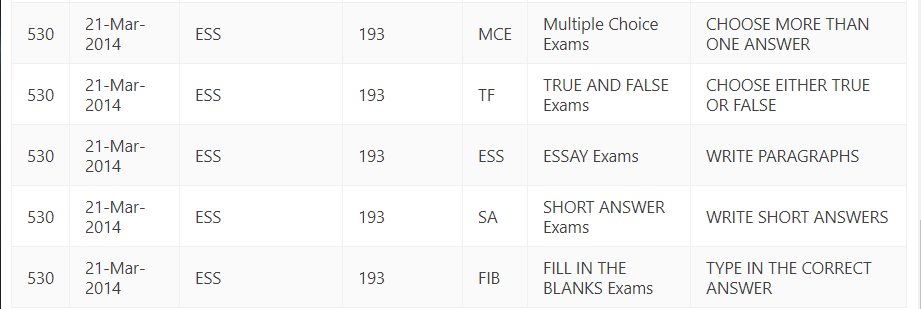 530 21-Mar-2014 ESS 193 MCE Multiple Choice Exams CHOOSE MORE THAN ONE ANSWER
530 21-Mar-2014 ESS 193 TF TRUE AND FALSE Exams CHOOSE EITHER TRUE OR FALSE
530 21-Mar-2014 ESS 193 ESS ESSAY Exams WRITE PARAGRAPHS
530 21-Mar-2014 ESS 193 SA SHORT ANSWER Exams WRITE SHORT ANSWERS
530 21-Mar-2014 ESS 193 FIB FILL IN THE BLANKS Exams TYPE IN THE CORRECT ANSWER